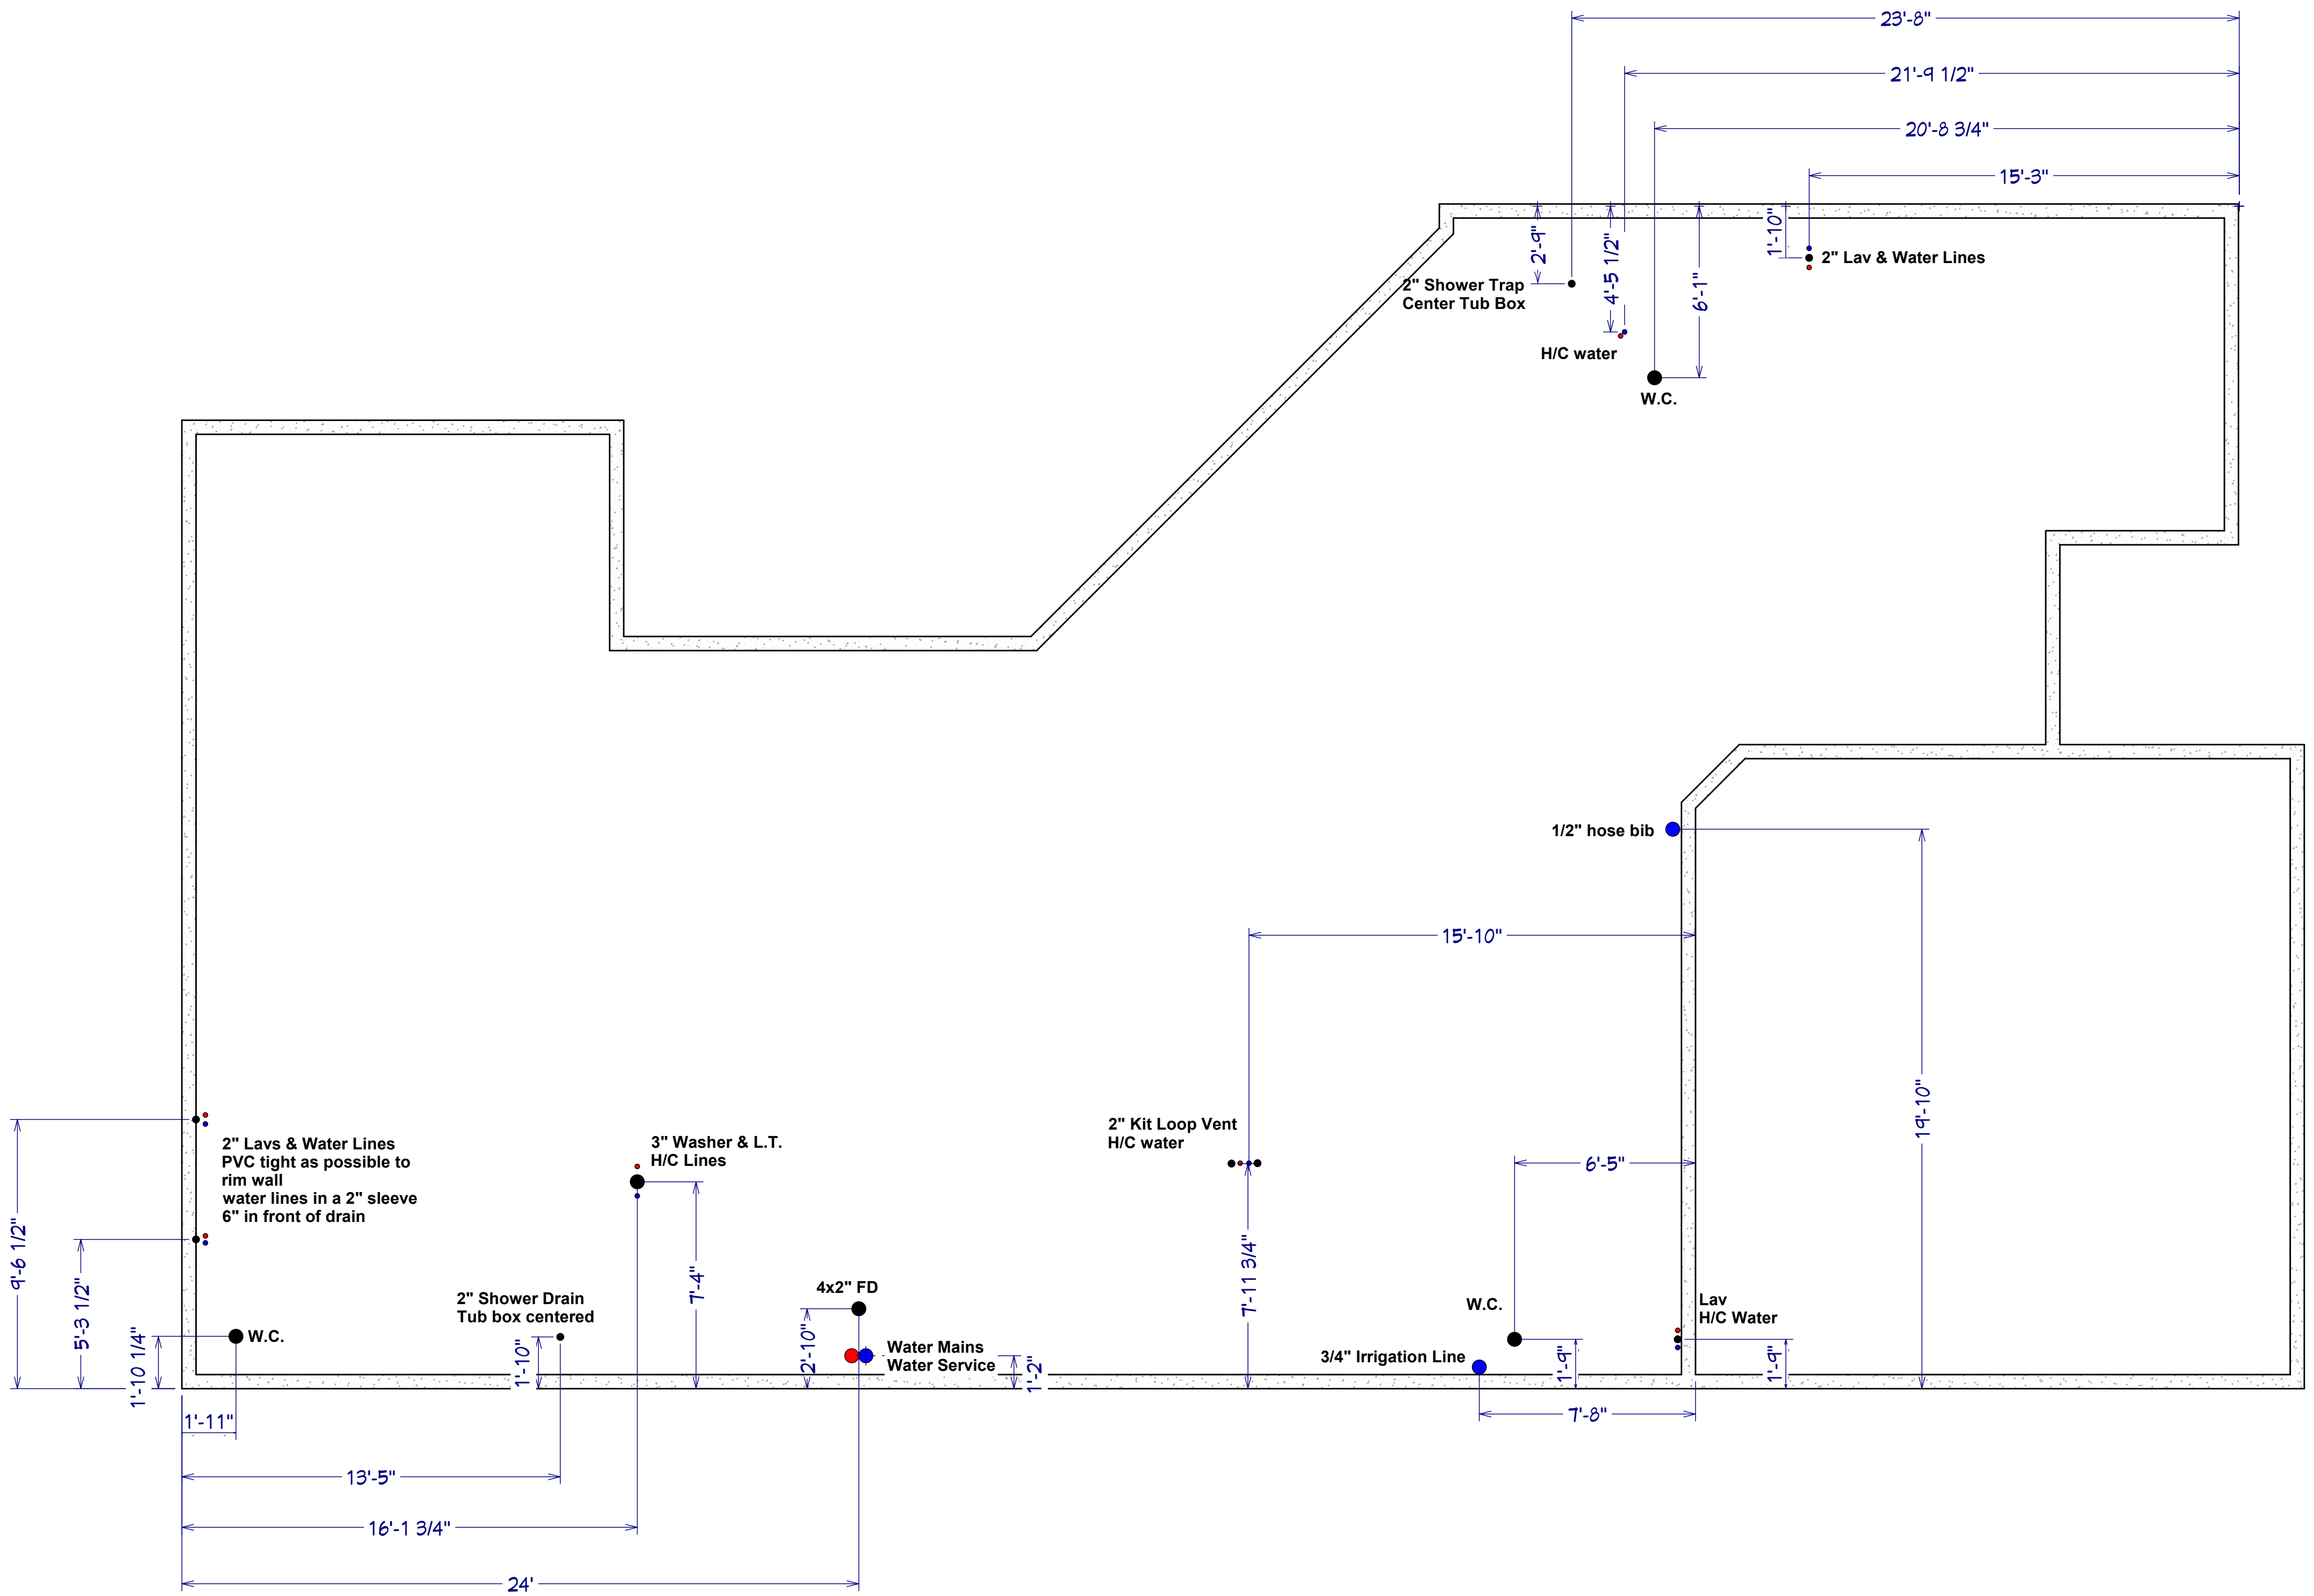 23'-8"
21'-9 1/2"
20'-8 3/4"
15'-3"
2'-9"
4'-5 1/2"
6'-1"
1'-10"
2" Lav & Water Lines
2" Shower Trap
Center Tub Box
H/C water
W.C.
1/2" hose bib
15'-10"
19'-10"
2" Kit Loop Vent
H/C water
7'-11 3/4"
6'-5"
9'-6 1/2"
5'-3 1/2"
1'-10 1/4"
2" Lavs & Water Lines
PVC tight as possible to
rim wall
water lines in a 2" sleeve
6" in front of drain
3" Washer & L.T.
H/C Lines
7'-4"
W.C.
2" Shower Drain
Tub box centered
1'-10"
4x2" FD
2'-10"
Water Mains
Water Service
1'-2"
W.C.
3/4" Irrigation Line
1'-9"
Lav
H/C Water
1'-9"
7'-8"
1'-11"
13'-5"
16'-1 3/4"
24'